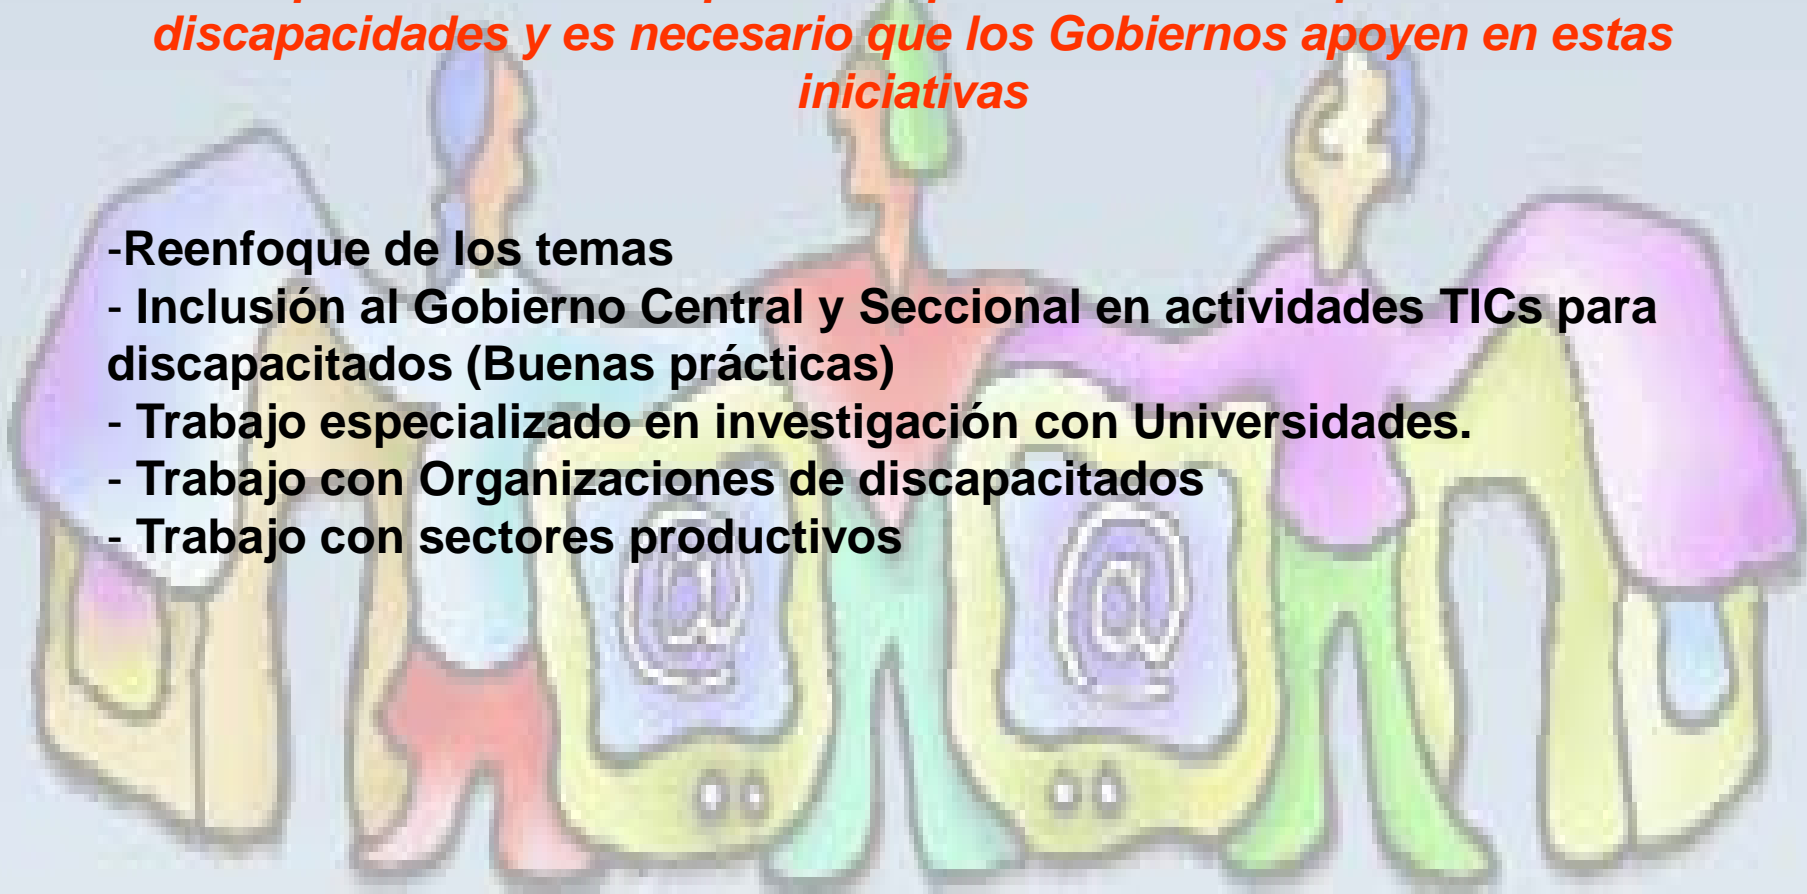 discapacidades y es necesario que los Gobiernos apoyen en estas
iniciativas
-Reenfoque de los temas
- Inclusión al Gobierno Central y Seccional en actividades TICs para
discapacitados (Buenas prácticas)
- Trabajo especializado en investigación con Universidades.
- Trabajo con Organizaciones de discapacitados
- Trabajo con sectores productivos
@ @